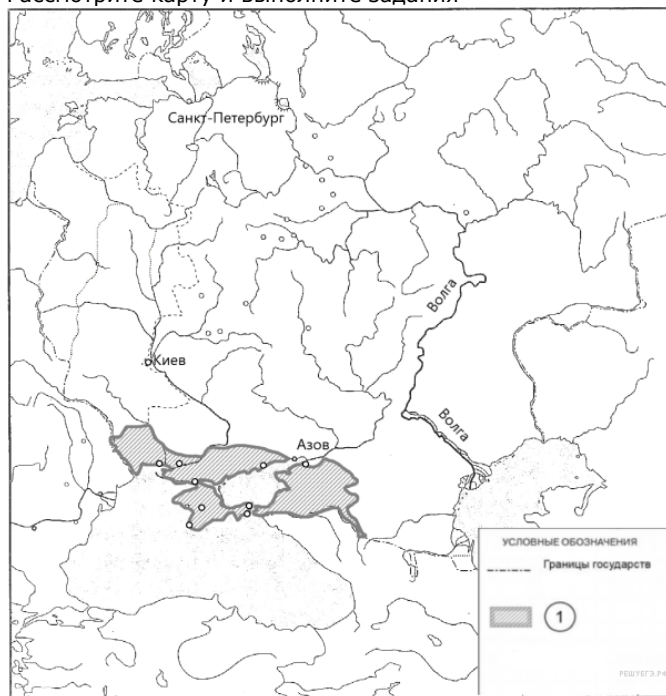 Рассмотрите карту и выполните задания
Санкт-Петербург
Волга
Киев
Волга
Азов
УСЛОВНЫЕ ОБОЗНАЧЕНИЯ
Границы государств
1
РЕШУЕГЭ.РФ